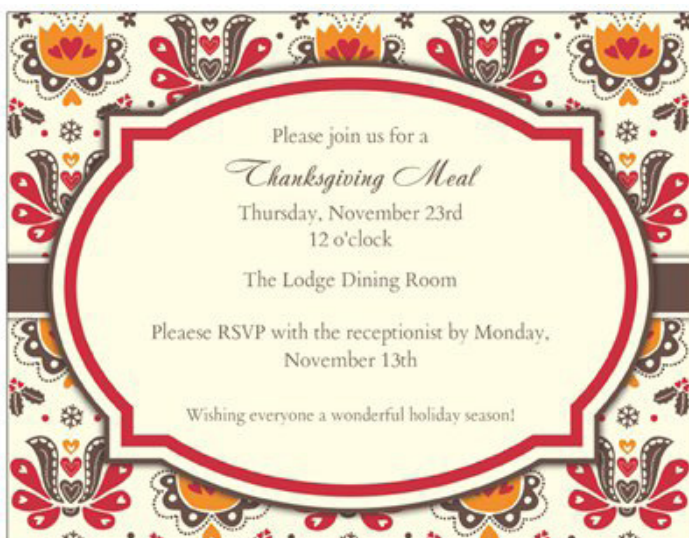 Please join us for a
Thanksgiving Meal
Thursday, November 23rd
12 o'clock
The Lodge Dining Room
Pleaese RSVP with the receptionist by Monday,
November 13th
Wishing everyone a wonderful holiday season!